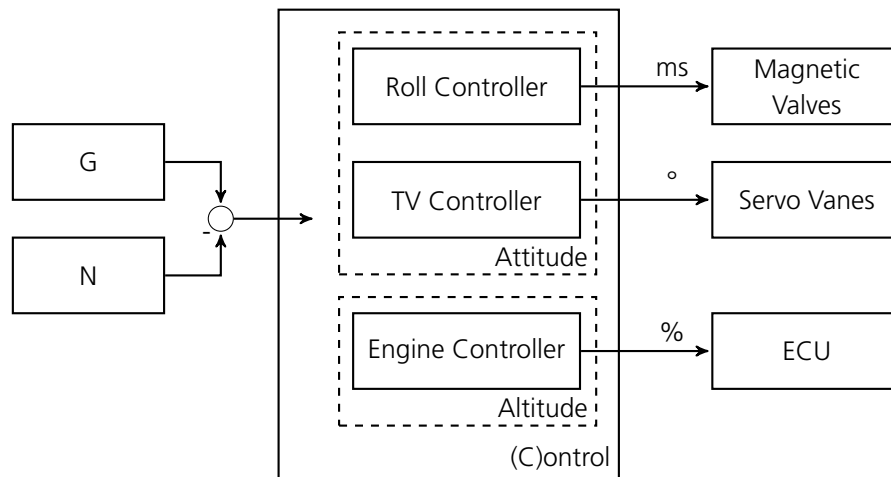 Roll Controller
ms
Magnetic
Valves
G
TV Controller
°
Servo Vanes
-
N
Attitude
Engine Controller
%
ECU
Altitude
(C)ontrol